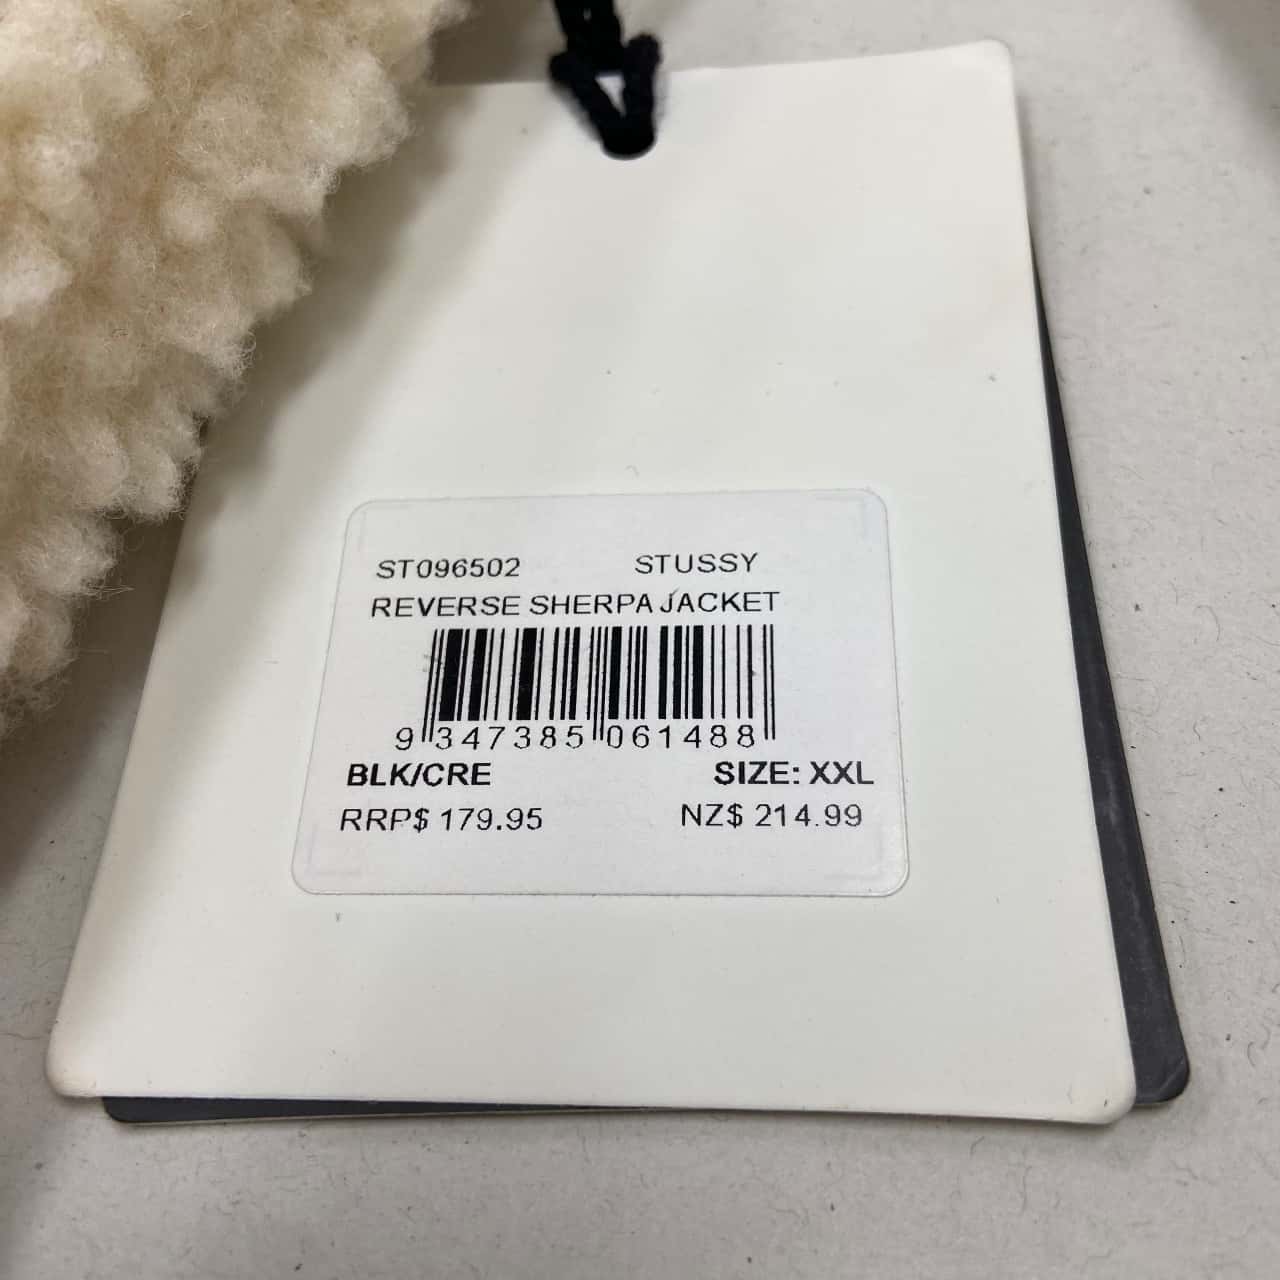 ST096502 STUSSY
REVERSE SHERPA JACKET
9 347385 061488
BLK/CRE SIZE: XXL
RRP$ 179.95 NZ$ 214.99